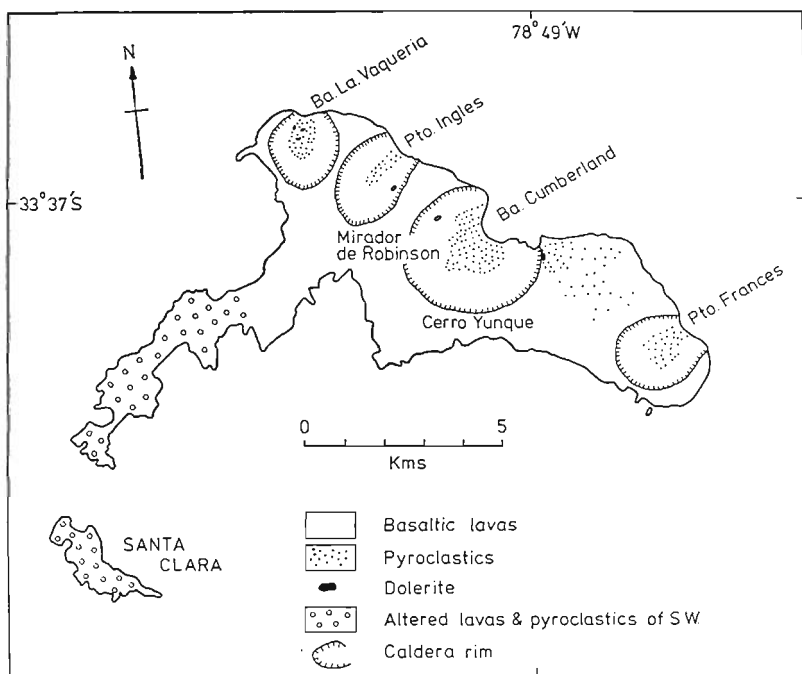 78°49'W
N
Ba. La. Vaqueria
Pto. Ingles
Ba. Cumberland
33°37'S
Mirador
de Robinson
Pto. Frances
Cerro Yunque
0 5
Kms
SANTA
CLARA
Basaltic lavas
Pyroclastics
Dolerite
Altered lavas & pyroclastics of S.W.
Caldera rim